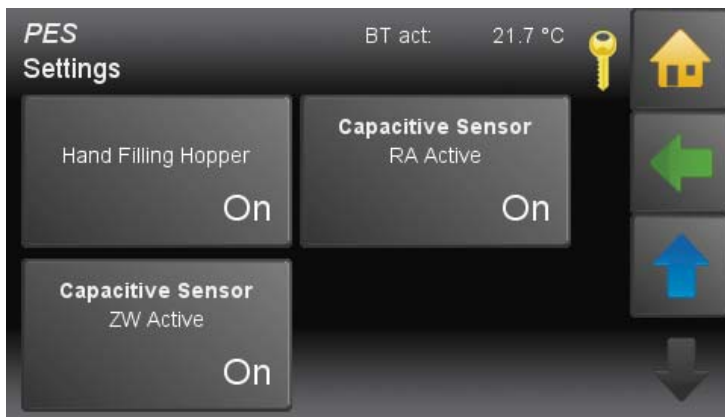 PES
BT act: 21.7 °C
Settings
Hand Filling Hopper
On
Capacitive Sensor
RA Active
On
Capacitive Sensor
ZW Active
On